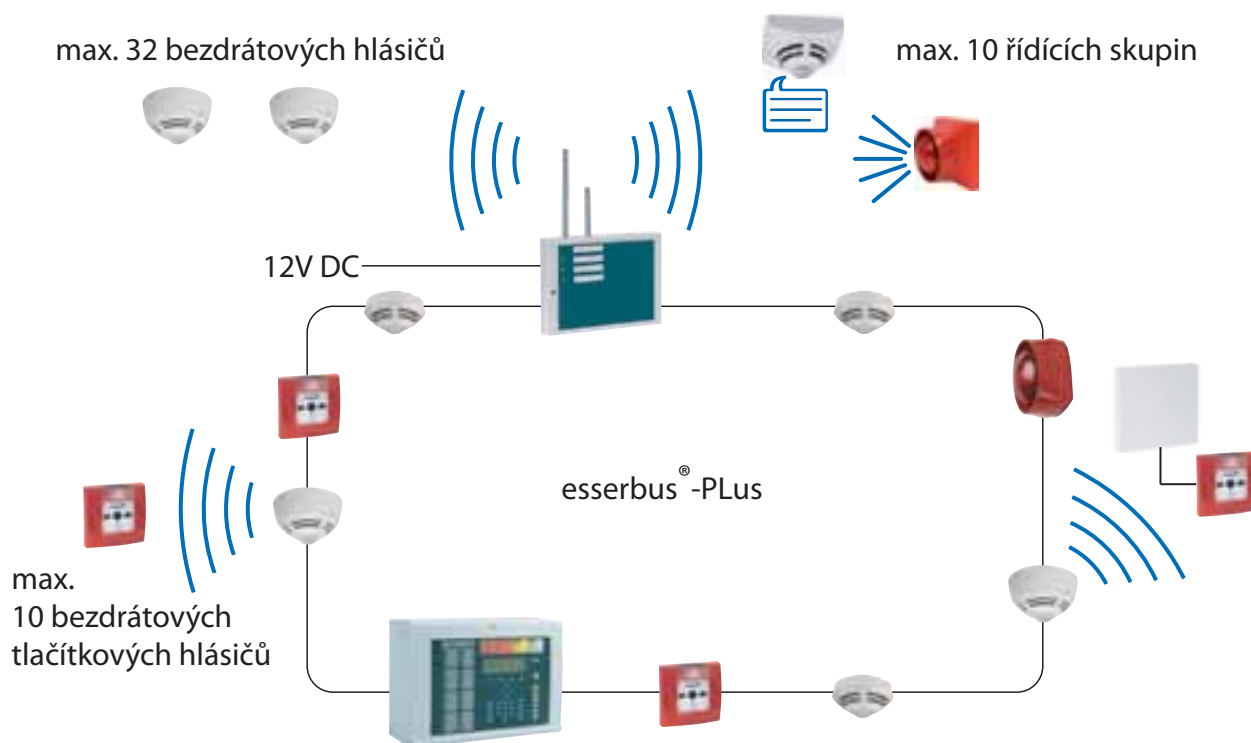 max. 32 bezdrátových hlásičů
max. 10 řídících skupin
12V DC
esserbus®-PLus
max.
10 bezdrátových
tlačítkových hlásičů